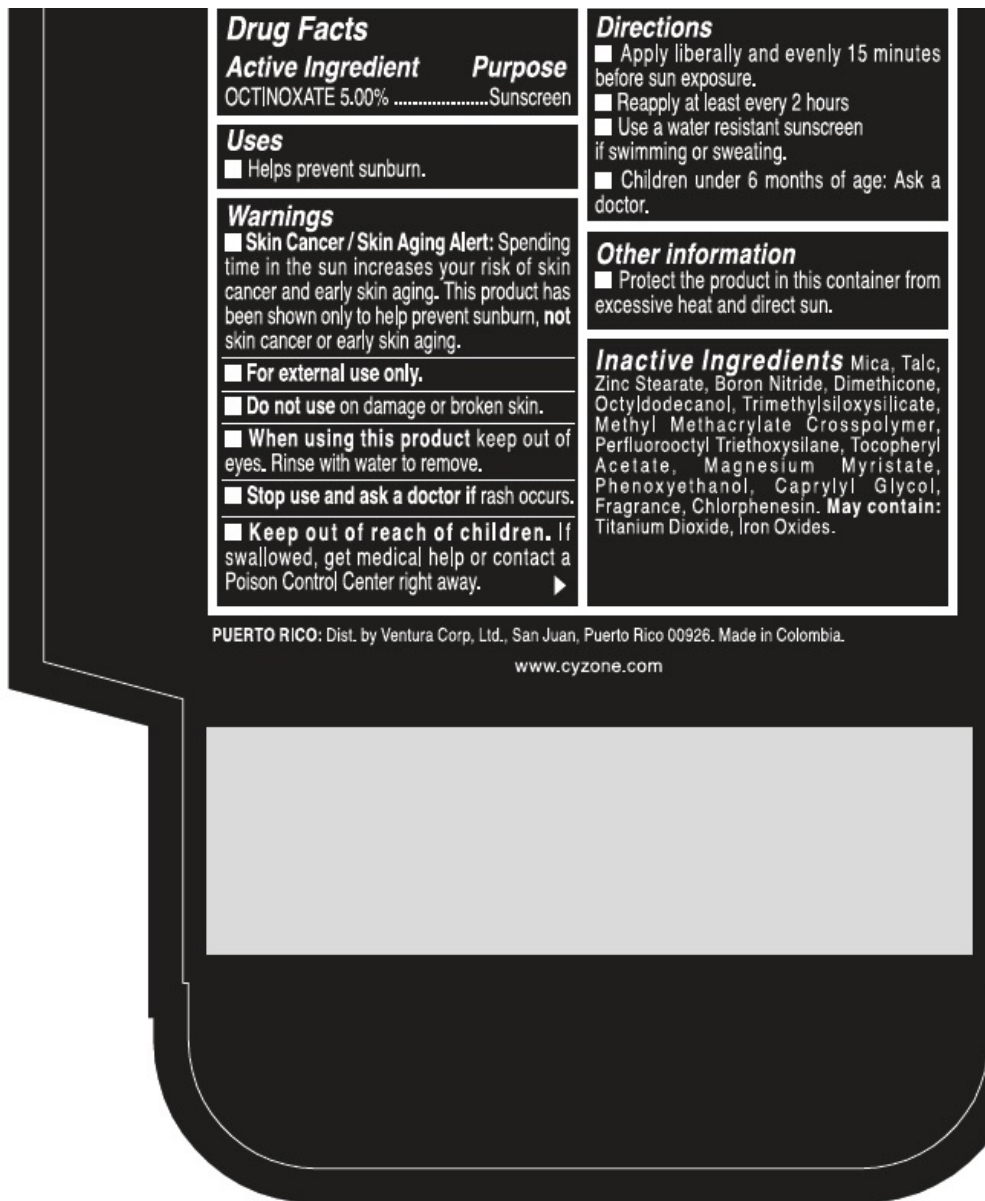 Drug Facts
Active Ingredient Purpose
OCTINOXATE 5.00% ......................Sunscreen
Uses
Helps prevent sunburn.
Warnings
Skin Cancer / Skin Aging Alert: Spending
time in the sun increases your risk of skin
cancer and early skin aging. This product has
been shown only to help prevent sunburn, not
skin cancer or early skin aging.
For external use only.
Do not use on damage or broken skin.
When using this product keep out of
eyes. Rinse with water to remove.
Stop use and ask a doctor if rash occurs.
Keep out of reach of children. If
swallowed, get medical help or contact a
Poison Control Center right away.
Directions
Apply liberally and evenly 15 minutes
before sun exposure.
Reapply at least every 2 hours
Use a water resistant sunscreen
if swimming or sweating.
Children under 6 months of age: Ask a
doctor.
Other information
Protect the product in this container from
excessive heat and direct sun.
Inactive Ingredients Mica, Talc,
Zinc Stearate, Boron Nitride, Dimethicone,
Octyldodecanol, Trimethylsiloxysilicate,
Methyl Methacrylate Crosspolymer,
Perfluorooctyl Triethoxysilane, Tocopheryl
Acetate, Magnesium Myristate,
Phenoxyethanol, Caprylyl Glycol,
Fragrance, Chlorphenesin. May contain:
Titanium Dioxide, Iron Oxides.
PUERTO RICO: Dist. by Ventura Corp, Ltd., San Juan, Puerto Rico 00926. Made in Colombia.
www.cyzone.com